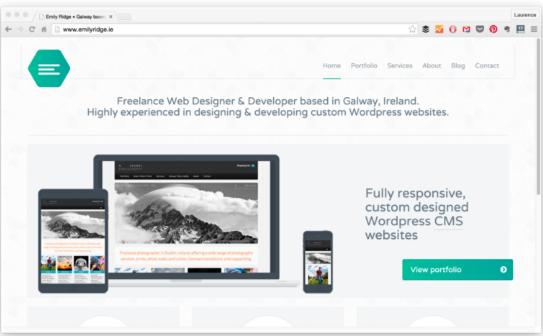 Emily Ridge • Galway based
Laurence
www.emilyridge.ie
Home Portfolio Services About Blog Contact
Freelance Web Designer & Developer based in Galway, Ireland.
Highly experienced in designing & developing custom Wordpress websites.
Fully responsive,
custom designed
Wordpress CMS
websites
View portfolio